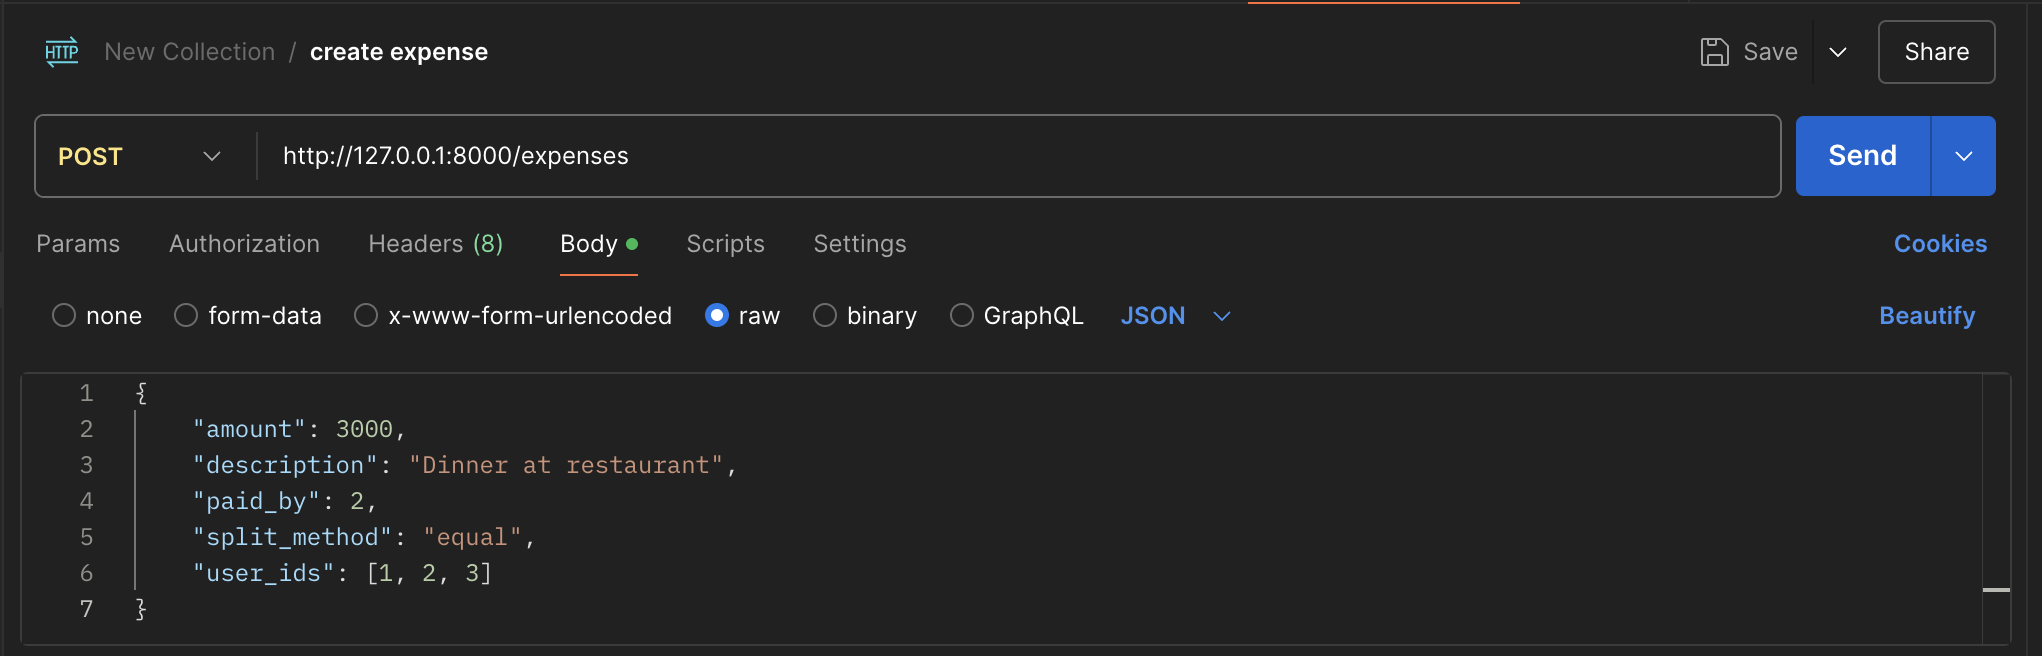 HTTP New Collection / create expense Save Share
POST http://127.0.0.1:8000/expenses Send
Params Authorization Headers (8) Body Scripts Settings Cookies
none form-data x-www-form-urlencoded raw binary GraphQL JSON Beautify
1 {
2 "amount": 3000,
3 "description": "Dinner at restaurant",
4 "paid_by": 2,
5 "split_method": "equal",
6 "user_ids": [1, 2, 3]
7 }